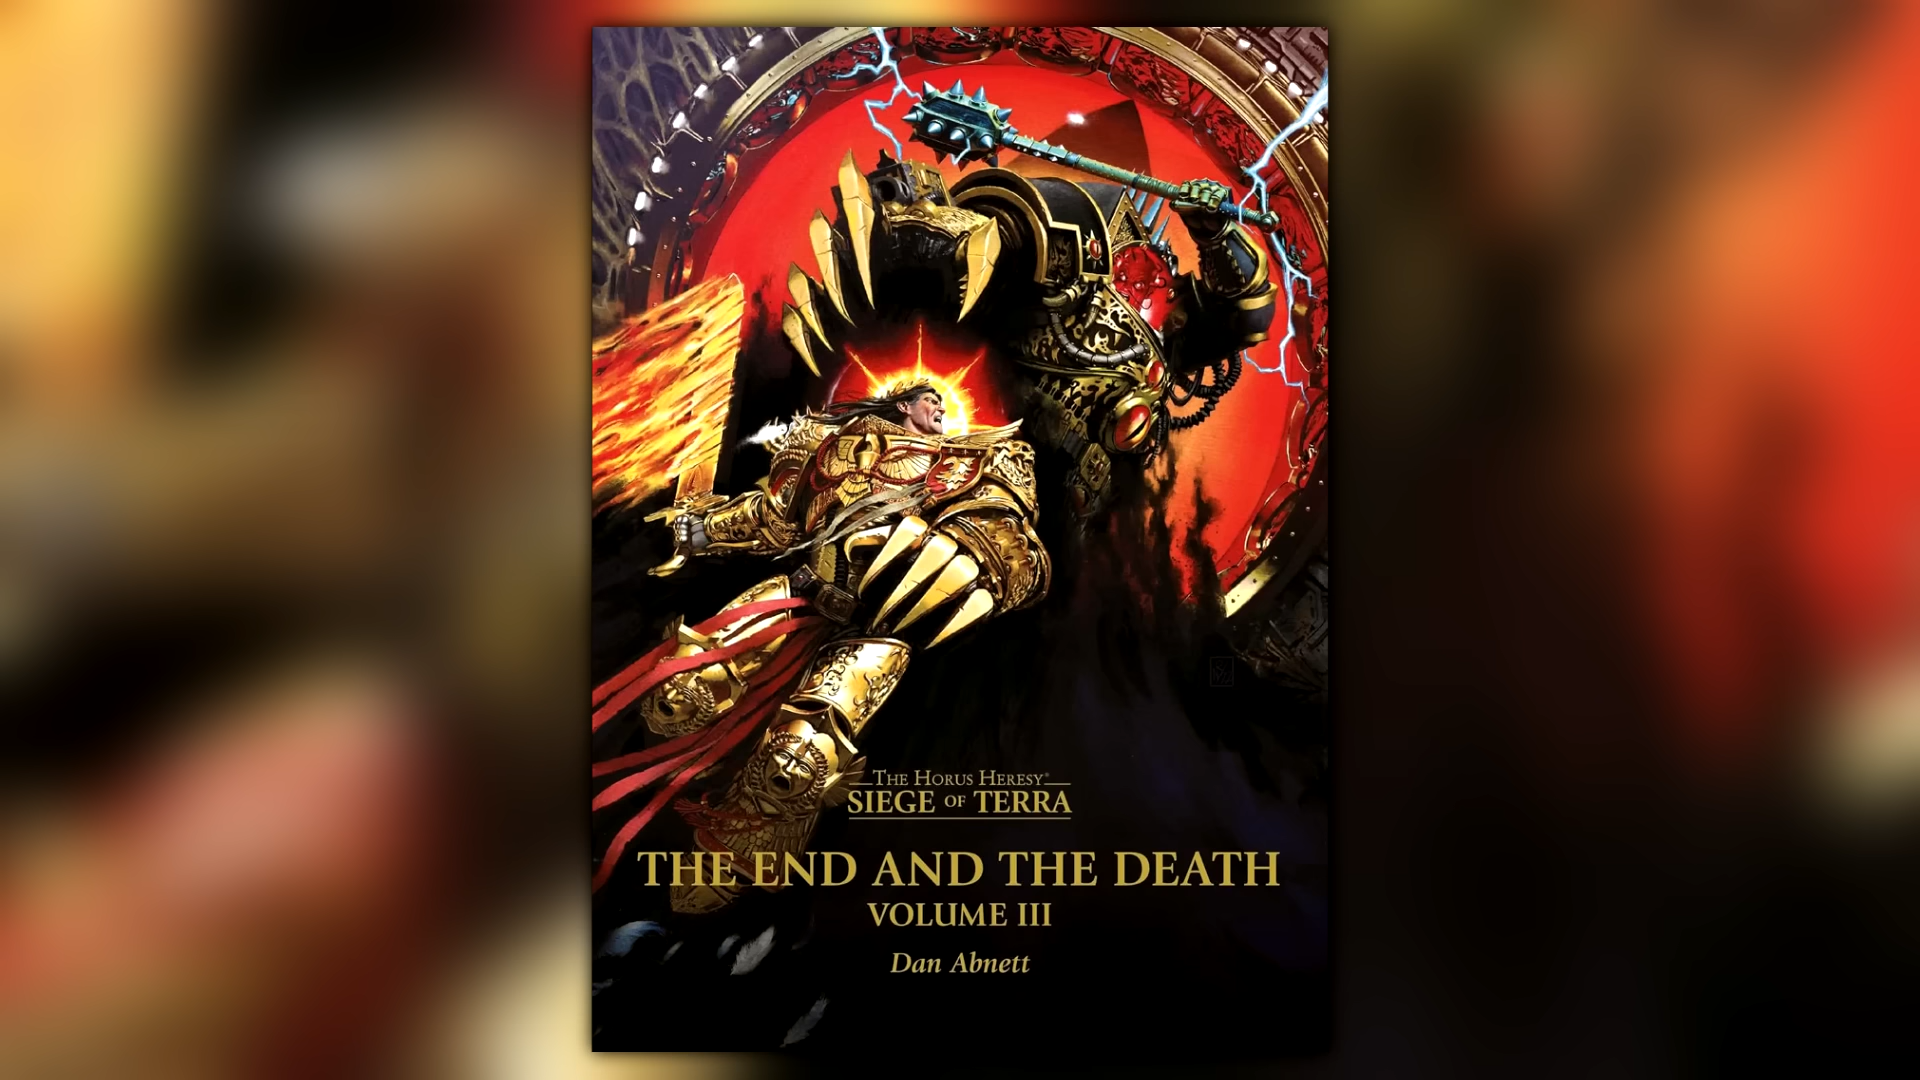 THE HORUS HERESY®
SIEGE OF TERRA
THE END AND THE DEATH
VOLUME III
Dan Abnett